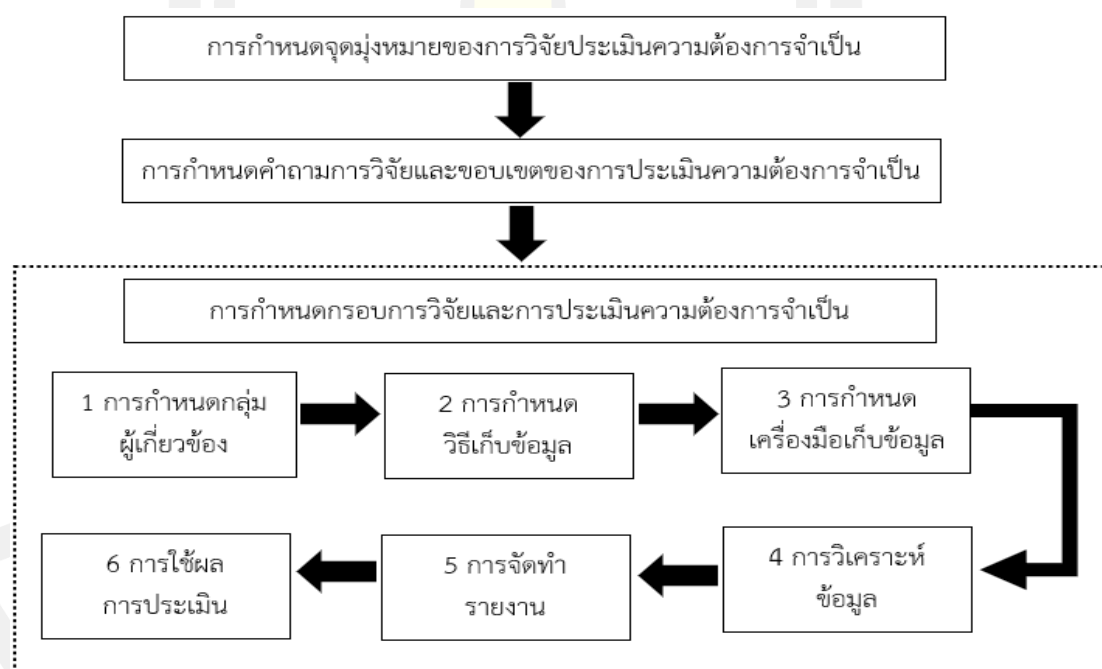 การกำหนดจุดมุ่งหมายของการวิจัยประเมินความต้องการจำเป็น
การกำหนดคำถามการวิจัยและขอบเขตของการประเมินความต้องการจำเป็น
การกำหนดกรอบการวิจัยและการประเมินความต้องการจำเป็น
1 การกำหนดกลุ่ม
ผู้เกี่ยวข้อง
2 การกำหนด
วิธีเก็บข้อมูล
3 การกำหนด
เครื่องมือเก็บข้อมูล
4 การวิเคราะห์
ข้อมูล
5 การจัดทำ
รายงาน
6 การใช้ผล
การประเมิน